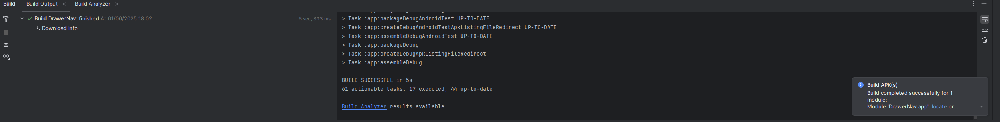 Build
Build Output
Build Analyzer
Build DrawerNav: finished At 01/06/2025 18:02
5 sec, 333 ms
Download info
> Task :app:packageDebugAndroidTest UP-TO-DATE
> Task :app:createDebugAndroidTestApkListingFileRedirect UP-TO-DATE
> Task :app:assembleDebugAndroidTest UP-TO-DATE
> Task :app:packageDebug
> Task :app:createDebugApkListingFileRedirect
> Task :app:assembleDebug
BUILD SUCCESSFUL in 5s
61 actionable tasks: 17 executed, 44 up-to-date
Build Analyzer results available
Build APK(s)
Build completed successfully for 1
module:
Module 'DrawerNav.app': locate or...